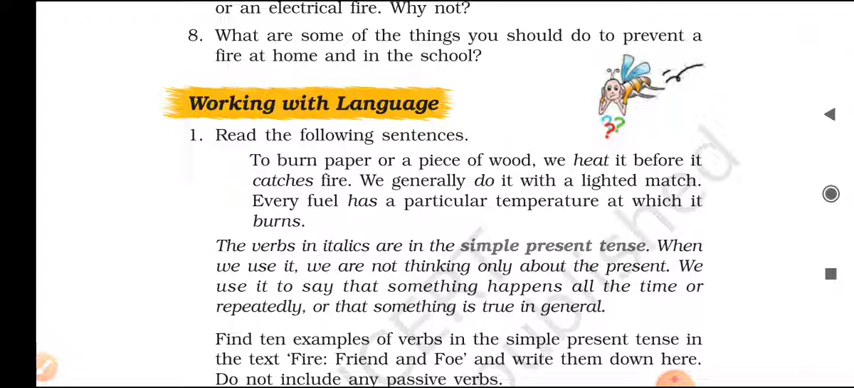 or an electrical fire. Why not?
8. What are some of the things you should do to prevent a
fire at home and in the school?
Working with Language
??
1. Read the following sentences.
To burn paper or a piece of wood, we heat it before it
catches fire. We generally do it with a lighted match.
Every fuel has a particular temperature at which it
burns.
The verbs in italics are in the simple present tense. When
we use it, we are not thinking only about the present. We
use it to say that something happens all the time or
repeatedly, or that something is true in general.
Find ten examples of verbs in the simple present tense in
the text ‘Fire: Friend and Foe’ and write them down here.
Do not include any passive verbs.
NCERT
published